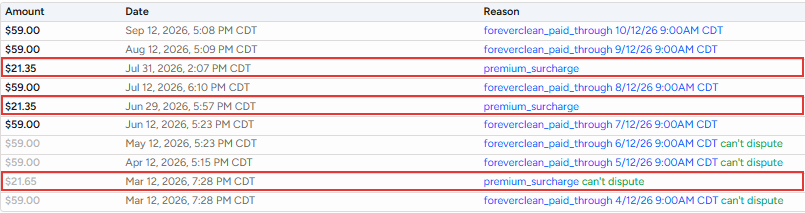 Amount Date Reason
$59.00 Sep 12, 2026, 5:08 PM CDT foreverclean_paid_through 10/12/26 9:00AM CDT
$59.00 Aug 12, 2026, 5:09 PM CDT foreverclean_paid_through 9/12/26 9:00AM CDT
$21.35 Jul 31, 2026, 2:07 PM CDT premium_surcharge
$59.00 Jul 12, 2026, 6:10 PM CDT foreverclean_paid_through 8/12/26 9:00AM CDT
$21.35 Jun 29, 2026, 5:57 PM CDT premium_surcharge
$59.00 Jun 12, 2026, 5:23 PM CDT foreverclean_paid_through 7/12/26 9:00AM CDT
$59.00 May 12, 2026, 5:23 PM CDT foreverclean_paid_through 6/12/26 9:00AM CDT can't dispute
$59.00 Apr 12, 2026, 5:15 PM CDT foreverclean_paid_through 5/12/26 9:00AM CDT can't dispute
$21.65 Mar 12, 2026, 7:28 PM CDT premium_surcharge can't dispute
$59.00 Mar 12, 2026, 7:28 PM CDT foreverclean_paid_through 4/12/26 9:00AM CDT can't dispute